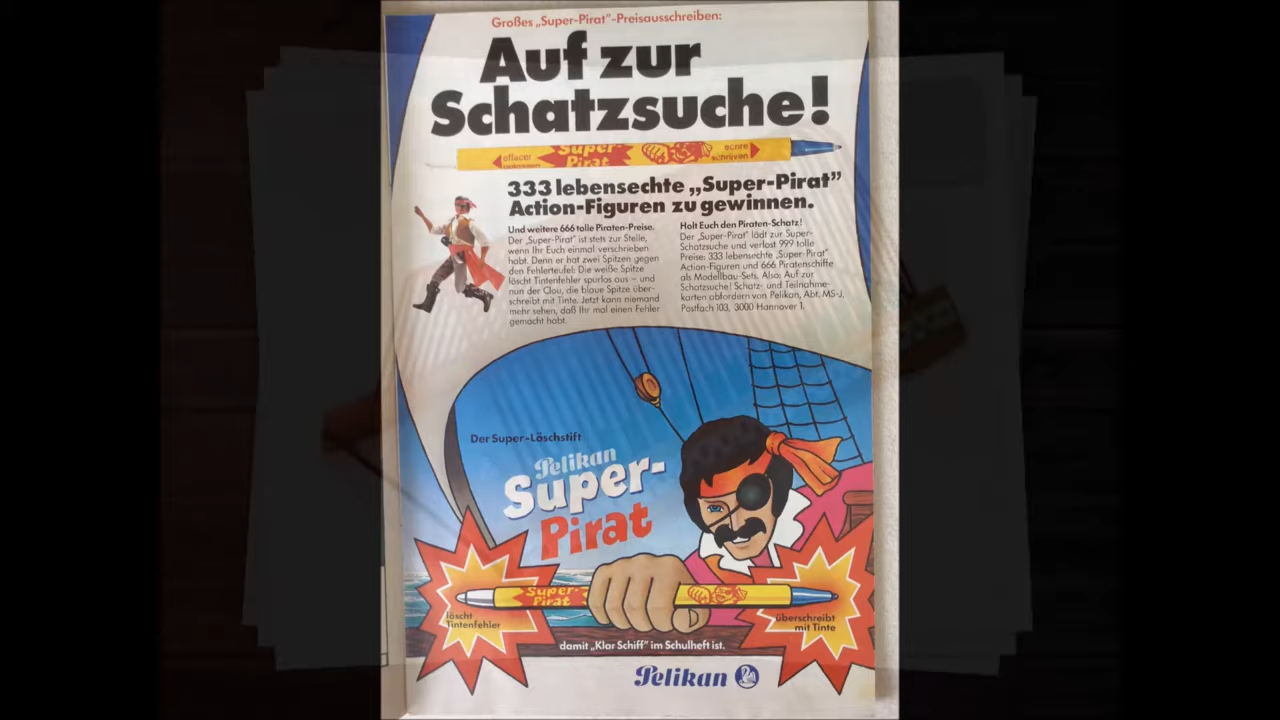 Großes „Super-Pirat"-Preisausschreiben:
Auf zur
Schatzsuche!
effacer
Super-
Pirat
écrire
schrijven
333 lebensechte „Super-Pirat”
Action-Figuren zu gewinnen.
Und weitere 666 tolle Piraten-Preise.
Der „Super-Pirat" ist stets zur Stelle,
wenn Ihr Euch einmal verschrieben
habt. Denn er hat zwei Spitzen gegen
den Fehlerteufel: Die weiße Spitze
löscht Tintenfehler spurlos aus – und
nun der Clou, die blaue Spitze über-
schreibt mit Tinte. Jetzt kann niemand
mehr sehen, daß Ihr mal einen Fehler
gemacht habt.
Holt Euch den Piraten-Schatz!
Der „Super-Pirat" lädt zur Super-
Schatzsuche und verlost 999 tolle
Preise: 333 lebensechte „Super-Pirat"
Action-Figuren und 666 Piratenschiffe
als Modellbau-Sets. Also: Auf zur
Schatzsuche! Schatz- und Teilnahme-
karten abfordern von Pelikan, Abt. MS-J,
Postfach 103, 3000 Hannover 1.
Der Super-Löschstift
Pelikan
Super-
Pirat
Super-
Pirat
löscht
Tintenfehler
überschreibt
mit Tinte
damit „Klar Schiff" im Schulheft ist.
Pelikan